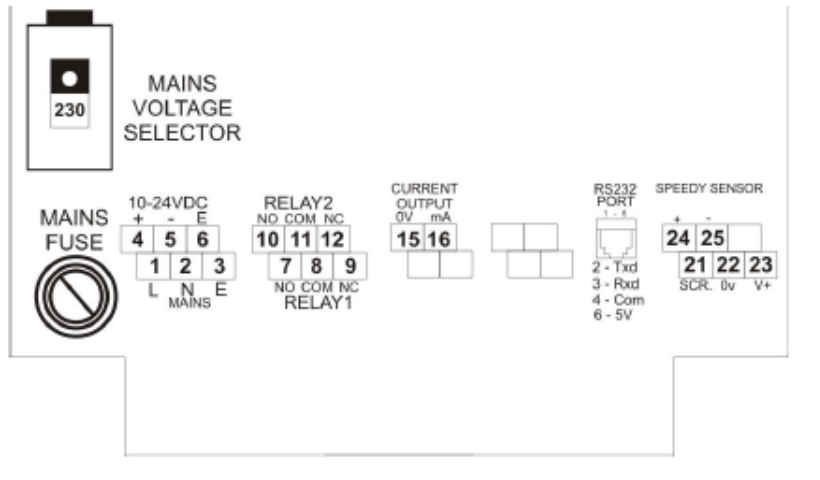 230
MAINS
VOLTAGE
SELECTOR
MAINS
FUSE
10-24VDC
+ - E
4 5 6
1 2 3
L N E
MAINS
RELAY2
NO COM NC
10 11 12
7 8 9
NO COM NC
RELAY1
CURRENT
OUTPUT
0V mA
15 16
RS232
PORT
1 - 6
2 - Txd
3 - Rxd
4 - Com
6 - 5V
SPEEDY SENSOR
+ -
24 25
21 22 23
SCR. 0v V+